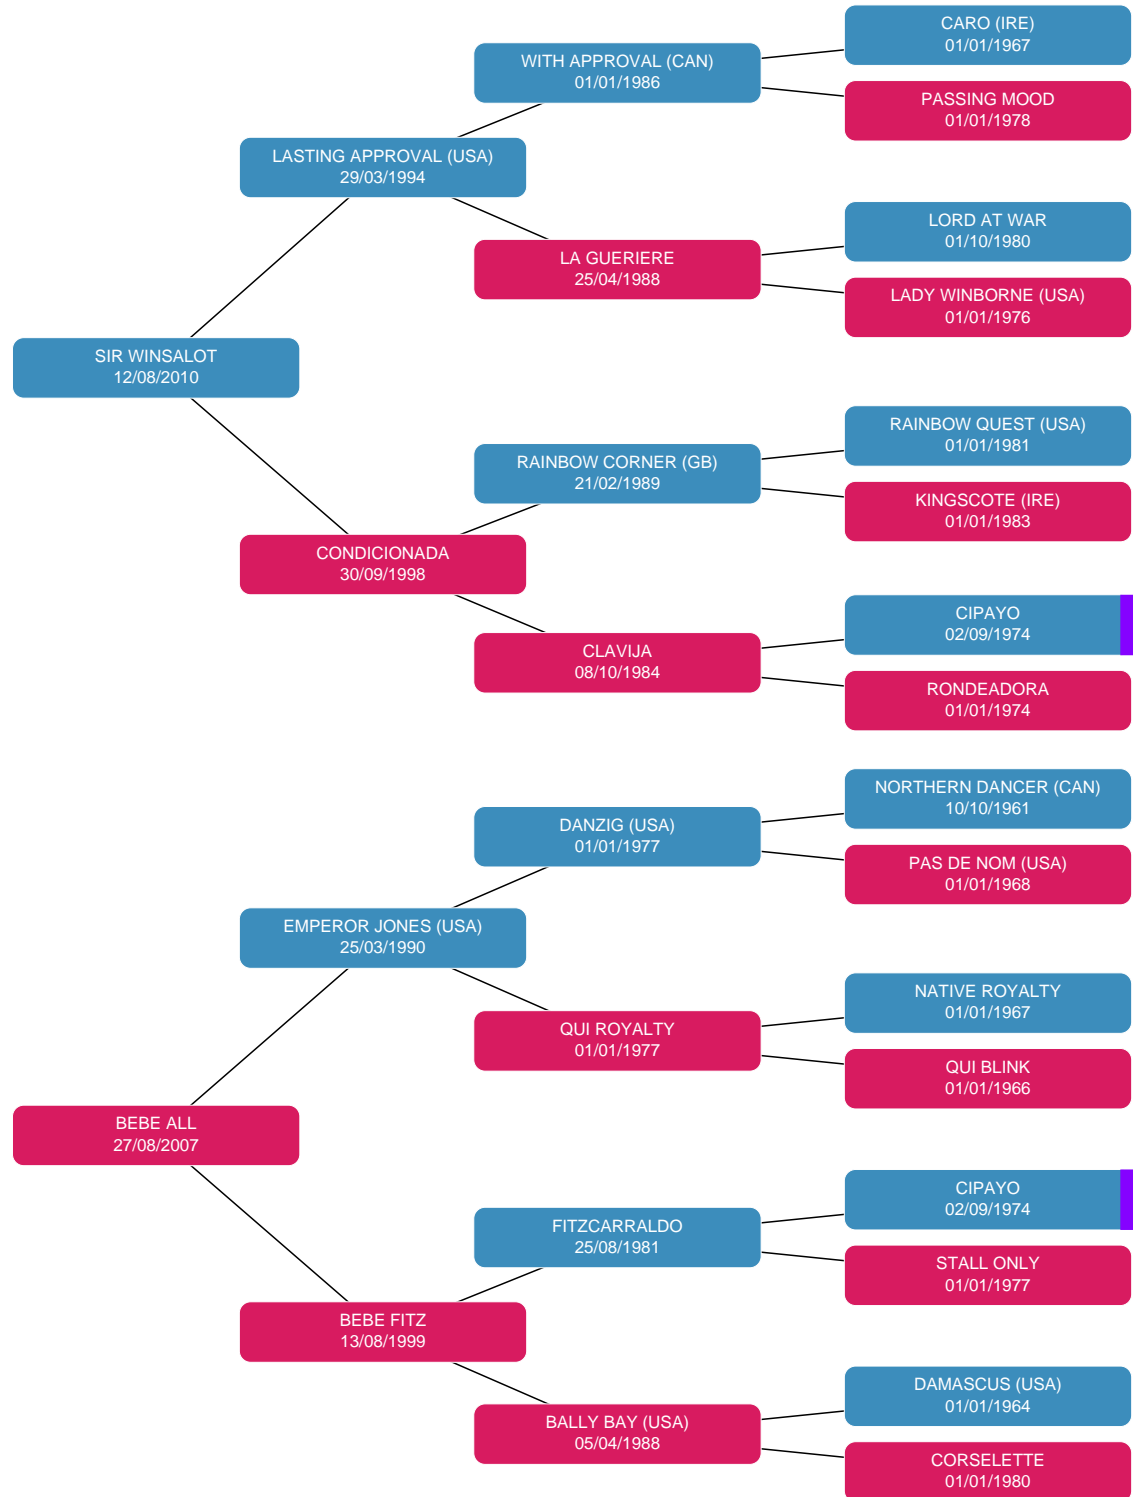 CARO (IRE)
01/01/1967
WITH APPROVAL (CAN)
01/01/1986
PASSING MOOD
01/01/1978
LASTING APPROVAL (USA)
29/03/1994
LORD AT WAR
01/10/1980
LA GUERIERE
25/04/1988
LADY WINBORNE (USA)
01/01/1976
SIR WINSALOT
12/08/2010
RAINBOW QUEST (USA)
01/01/1981
RAINBOW CORNER (GB)
21/02/1989
KINGSCOTE (IRE)
01/01/1983
CONDICIONADA
30/09/1998
CIPAYO
02/09/1974
CLAVIJA
08/10/1984
RONDEADORA
01/01/1974
NORTHERN DANCER (CAN)
10/10/1961
DANZIG (USA)
01/01/1977
PAS DE NOM (USA)
01/01/1968
EMPEROR JONES (USA)
25/03/1990
NATIVE ROYALTY
01/01/1967
QUI ROYALTY
01/01/1977
QUI BLINK
01/01/1966
BEBE ALL
27/08/2007
CIPAYO
02/09/1974
FITZCARRALDO
25/08/1981
STALL ONLY
01/01/1977
BEBE FITZ
13/08/1999
DAMASCUS (USA)
01/01/1964
BALLY BAY (USA)
05/04/1988
CORSELETTE
01/01/1980